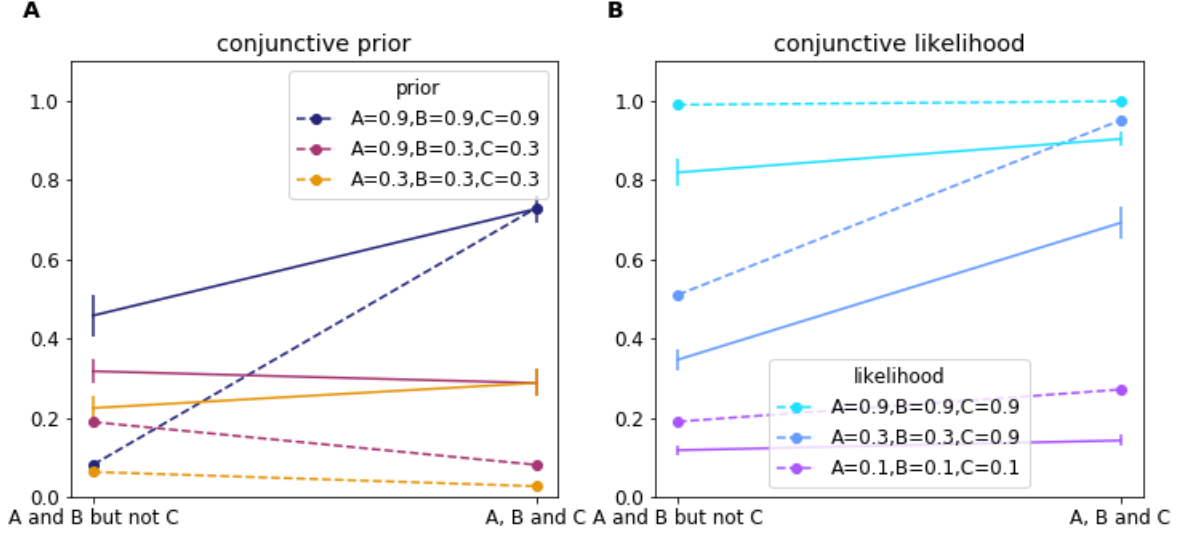 A
B
conjunctive prior
conjunctive likelihood
1.0
0.8
0.6
0.4
0.2
0.0
prior
A=0.9,B=0.9,C=0.9
A=0.9,B=0.3,C=0.3
A=0.3,B=0.3,C=0.3
A and B but not C
A, B and C
1.0
0.8
0.6
0.4
0.2
0.0
likelihood
A=0.9,B=0.9,C=0.9
A=0.3,B=0.3,C=0.9
A=0.1,B=0.1,C=0.1
A and B but not C
A, B and C